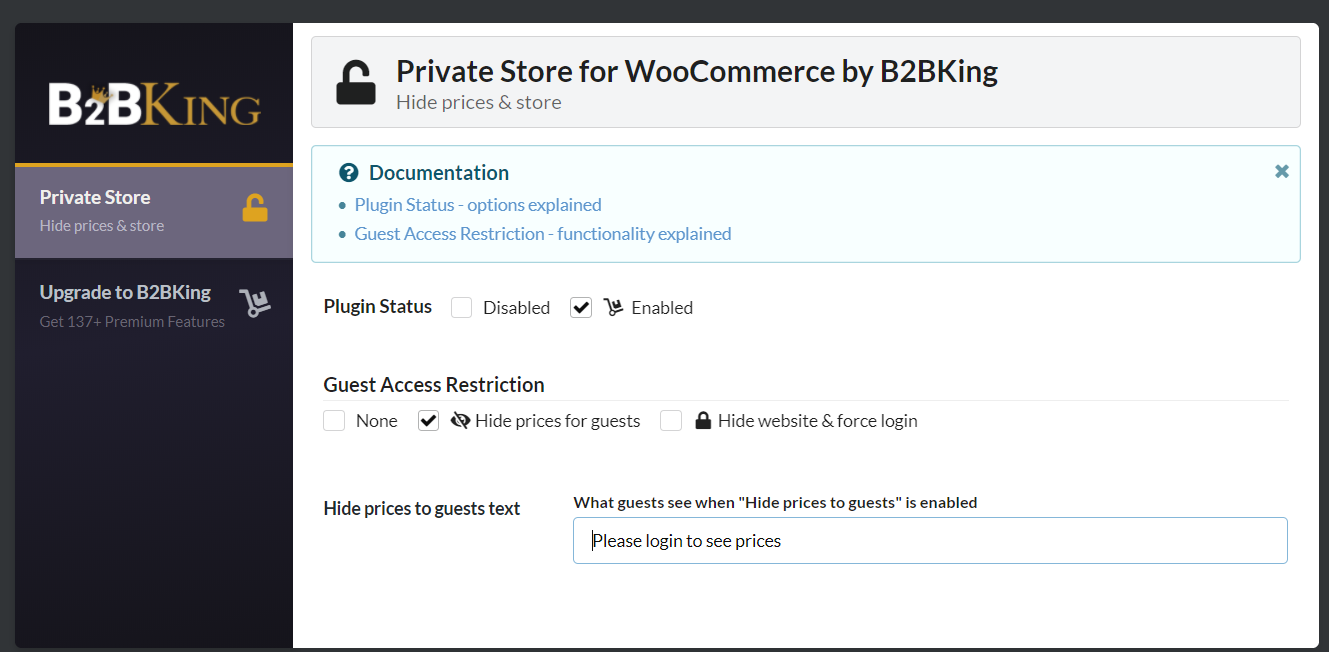 B2BKING
Private Store
Hide prices & store
Upgrade to B2BKing
Get 137+ Premium Features
Private Store for WooCommerce by B2BKing
Hide prices & store
Documentation
Plugin Status - options explained
Guest Access Restriction - functionality explained
Plugin Status Disabled Enabled
Guest Access Restriction
None Hide prices for guests Hide website & force login
Hide prices to guests text
What guests see when "Hide prices to guests" is enabled
Please login to see prices